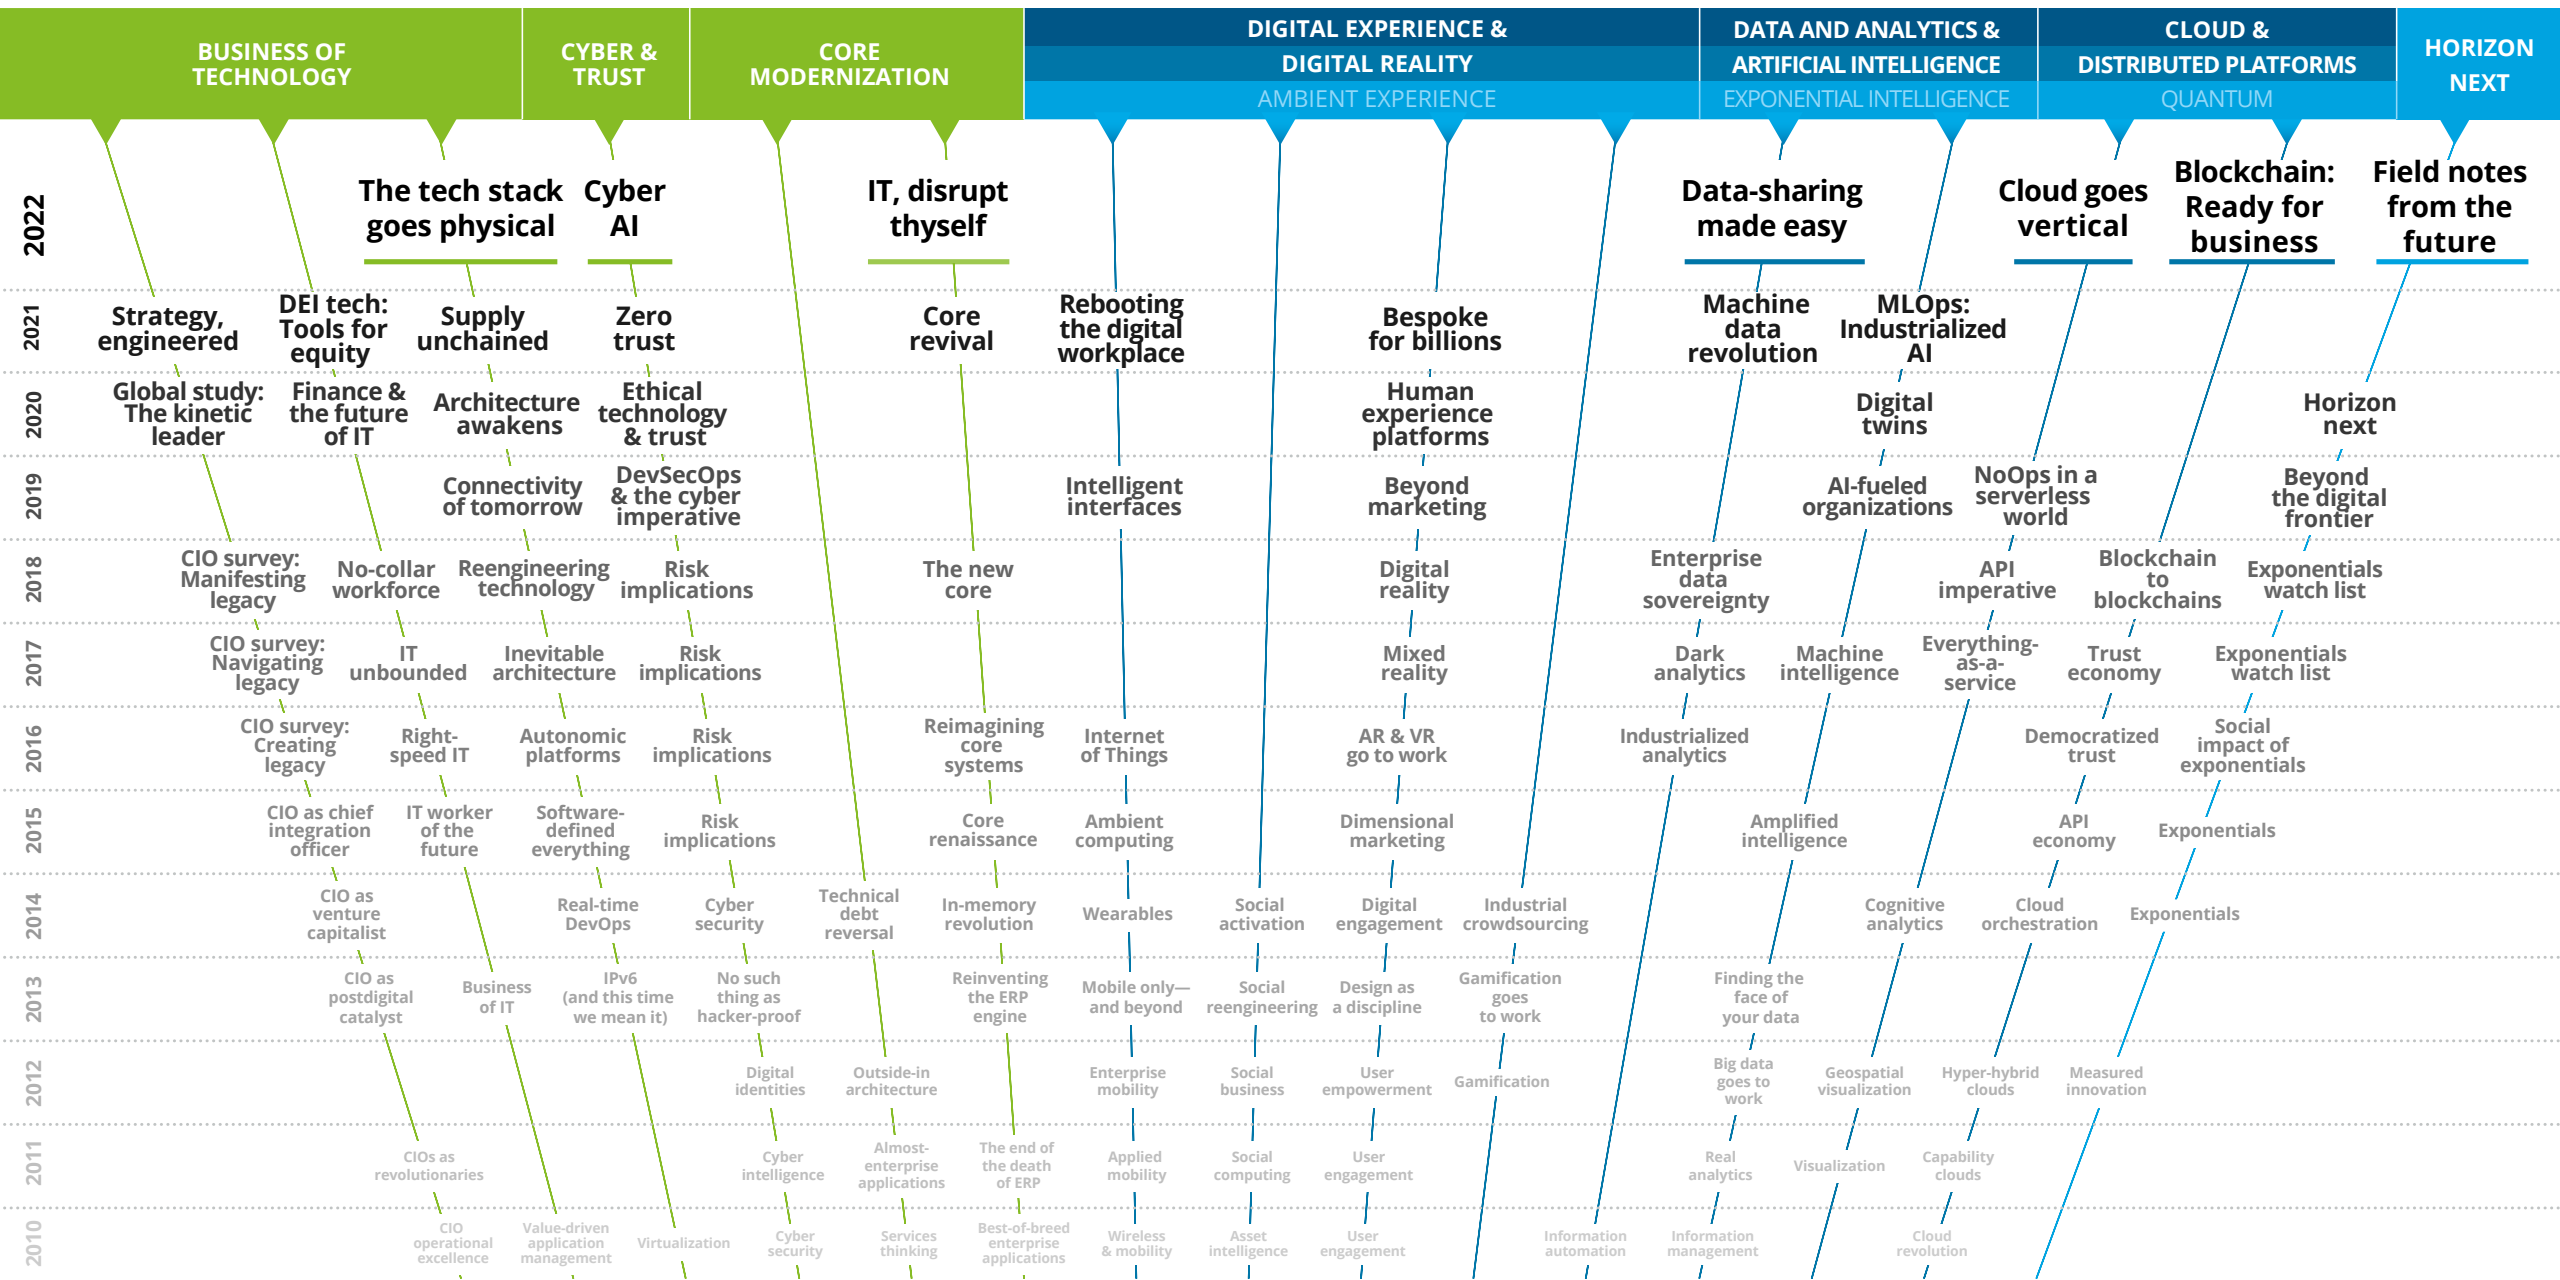 BUSINESS OF
TECHNOLOGY
CYBER &
TRUST
CORE
MODERNIZATION
DIGITAL EXPERIENCE &
DIGITAL REALITY
AMBIENT EXPERIENCE
DATA AND ANALYTICS &
ARTIFICIAL INTELLIGENCE
EXPONENTIAL INTELLIGENCE
CLOUD &
DISTRIBUTED PLATFORMS
QUANTUM
HORIZON
NEXT
2022
The tech stack
goes physical
Cyber
AI
IT, disrupt
thyself
Data-sharing
made easy
Cloud goes
vertical
Blockchain:
Ready for
business
Field notes
from the
future
2021
Strategy,
engineered
DEI tech:
Tools for
equity
Supply
unchained
Zero
trust
Core
revival
Rebooting
the digital
workplace
Bespoke
for billions
Machine
data
revolution
MLOps:
Industrialized
AI
2020
Global study:
The kinetic
leader
Finance &
the future
of IT
Architecture
awakens
Ethical
technology
& trust
Human
experience
platforms
Digital
twins
Horizon
next
2019
Connectivity
of tomorrow
DevSecOps
& the cyber
imperative
Intelligent
interfaces
Beyond
marketing
AI-fueled
organizations
NoOps in a
serverless
world
Beyond
the digital
frontier
2018
CIO survey:
Manifesting
legacy
No-collar
workforce
Reengineering
technology
Risk
implications
The new
core
Digital
reality
Enterprise
data
sovereignty
API
imperative
Blockchain
to
blockchains
Exponentials
watch list
2017
CIO survey:
Navigating
legacy
IT
unbounded
Inevitable
architecture
Risk
implications
Mixed
reality
Dark
analytics
Machine
intelligence
Everything-
as-a-
service
Trust
economy
Exponentials
watch list
2016
CIO survey:
Creating
legacy
Right-
speed IT
Autonomic
platforms
Risk
implications
Reimagining
core
systems
Internet
of Things
AR & VR
go to work
Industrialized
analytics
Democratized
trust
Social
impact of
exponentials
2015
CIO as chief
integration
officer
IT worker
of the
future
Software-
defined
everything
Risk
implications
Core
renaissance
Ambient
computing
Dimensional
marketing
Amplified
intelligence
API
economy
Exponentials
2014
CIO as
venture
capitalist
Real-time
DevOps
Cyber
security
Technical
debt
reversal
In-memory
revolution
Wearables
Social
activation
Digital
engagement
Industrial
crowdsourcing
Cognitive
analytics
Cloud
orchestration
Exponentials
2013
CIO as
postdigital
catalyst
Business
of IT
IPv6
(and this time
we mean it)
No such
thing as
hacker-proof
Reinventing
the ERP
engine
Mobile only—
and beyond
Social
reengineering
Design as
a discipline
Gamification
goes
to work
Finding the
face of
your data
2012
Digital
identities
Outside-in
architecture
Enterprise
mobility
Social
business
User
empowerment
Gamification
Big data
goes to
work
Geospatial
visualization
Hyper-hybrid
clouds
Measured
innovation
2011
CIOs as
revolutionaries
Cyber
intelligence
Almost-
enterprise
applications
The end of
the death
of ERP
Applied
mobility
Social
computing
User
engagement
Real
analytics
Visualization
Capability
clouds
2010
CIO
operational
excellence
Value-driven
application
management
Virtualization
Cyber
security
Services
thinking
Best-of-breed
enterprise
applications
Wireless
& mobility
Asset
intelligence
User
engagement
Information
automation
Information
management
Cloud
revolution